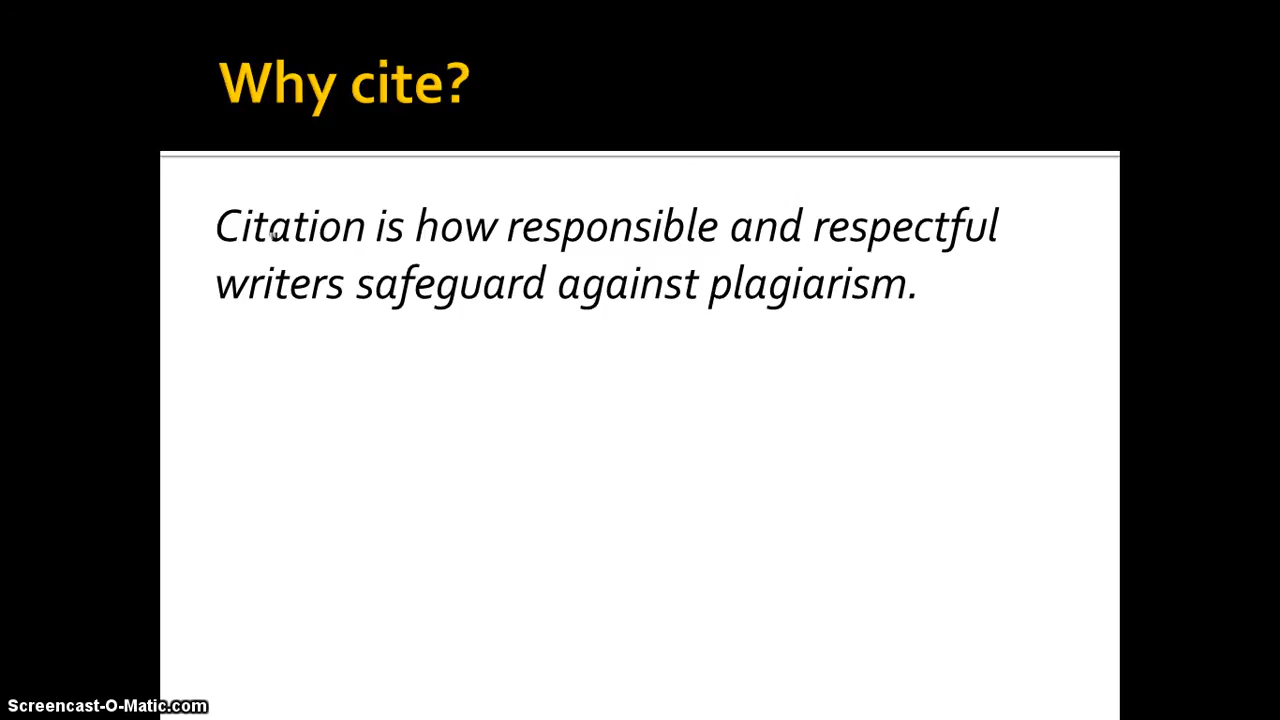 Why cite?
Citation is how responsible and respectful
writers safeguard against plagiarism.
Screencast-O-Matic.com